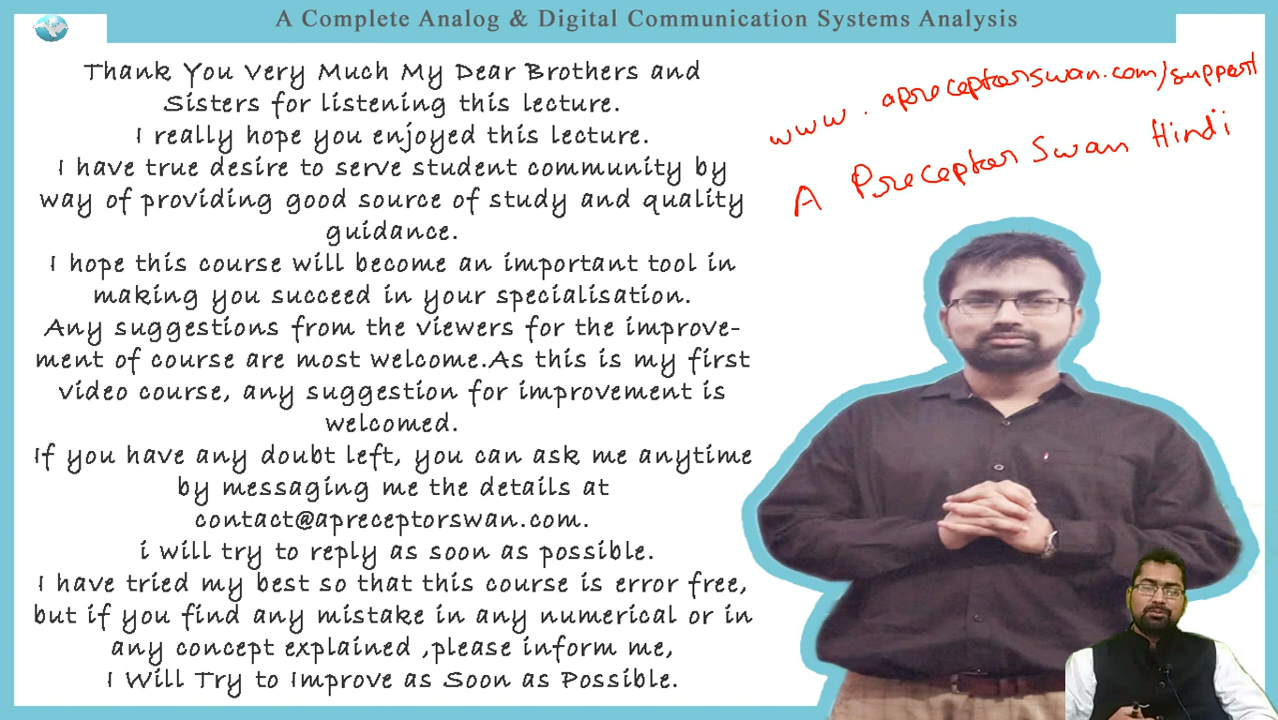 A Complete Analog & Digital Communication Systems Analysis
Thank You Very Much My Dear Brothers and
Sisters for listening this lecture.
I really hope you enjoyed this lecture.
I have true desire to serve student community by
way of providing good source of study and quality
guidance.
I hope this course will become an important tool in
making you succeed in your specialisation.
Any suggestions from the viewers for the improve-
ment of course are most welcome.As this is my first
video course, any suggestion for improvement is
welcomed.
If you have any doubt left, you can ask me anytime
by messaging me the details at
contact@apreceptorswan.com.
i will try to reply as soon as possible.
I have tried my best so that this course is error free,
but if you find any mistake in any numerical or in
any concept explained ,please inform me,
I Will Try to Improve as Soon as Possible.
www.apreceptorswan.com/support
A Preceptor Swan Hindi